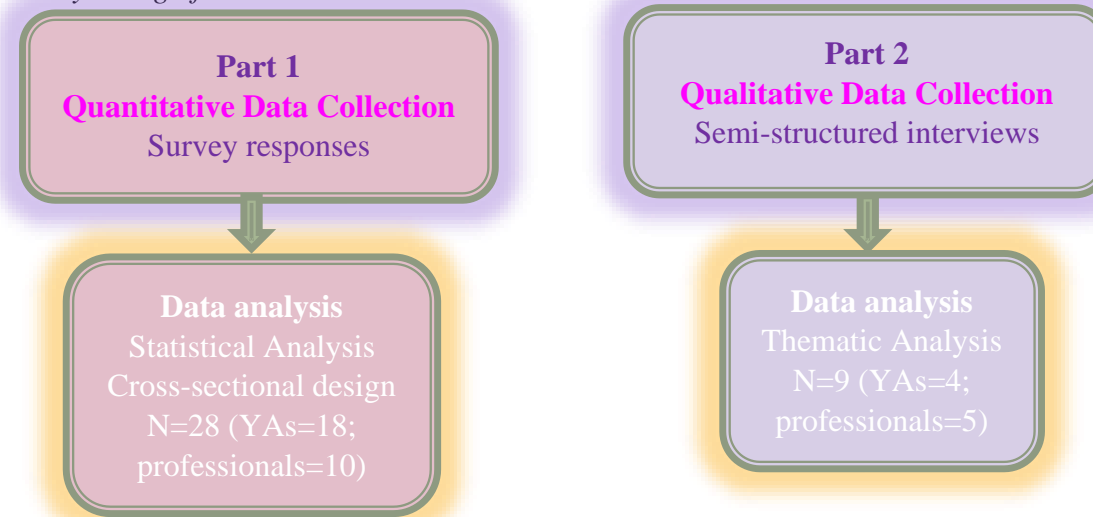 Part 1
Quantitative Data Collection
Survey responses
Part 2
Qualitative Data Collection
Semi-structured interviews
Data analysis
Statistical Analysis
Cross-sectional design
N=28 (YAs=18;
professionals=10)
Data analysis
Thematic Analysis
N=9 (YAs=4;
professionals=5)